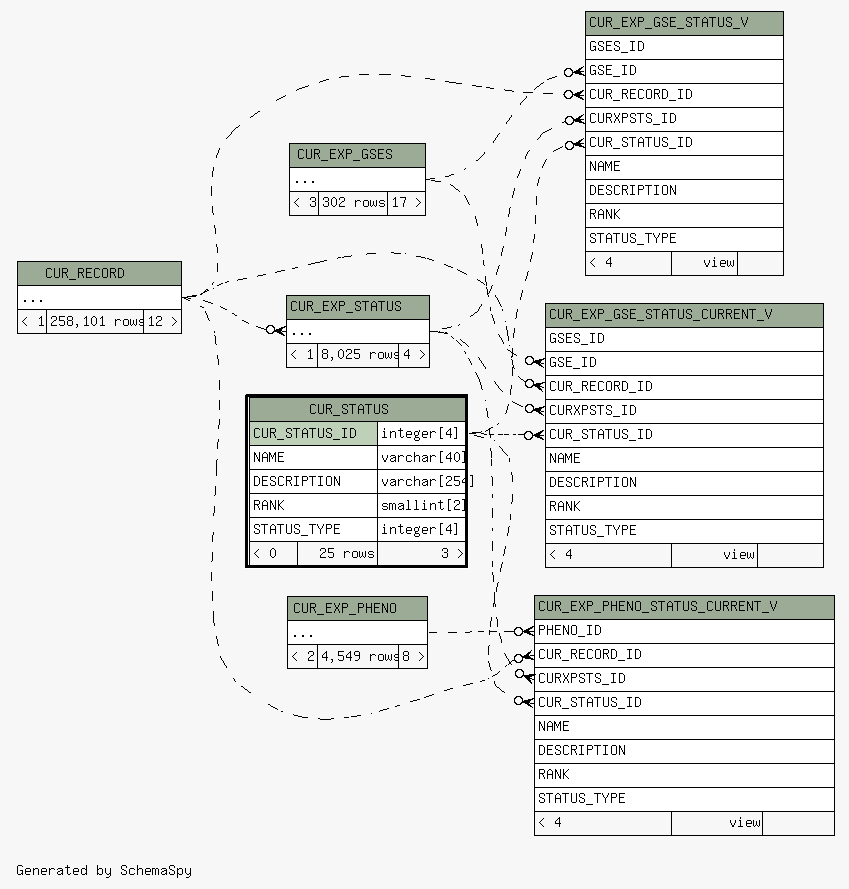 CUR_EXP_GSE_STATUS_V
GSES_ID
GSE_ID
CUR_RECORD_ID
CURXPSTS_ID
CUR_STATUS_ID
NAME
DESCRIPTION
RANK
STATUS_TYPE
< 4 view
CUR_EXP_GSES
...
< 3 302 rows 17 >
CUR_RECORD
...
< 1 258,101 rows 12 >
CUR_EXP_STATUS
...
< 1 8,025 rows 4 >
CUR_EXP_GSE_STATUS_CURRENT_V
GSES_ID
GSE_ID
CUR_RECORD_ID
CURXPSTS_ID
CUR_STATUS_ID
NAME
DESCRIPTION
RANK
STATUS_TYPE
< 4 view
CUR_STATUS
CUR_STATUS_ID integer[4]
NAME varchar[40]
DESCRIPTION varchar[254]
RANK smallint[2]
STATUS_TYPE integer[4]
< 0 25 rows 3 >
CUR_EXP_PHENO
...
< 2 4,549 rows 8 >
CUR_EXP_PHENO_STATUS_CURRENT_V
PHENO_ID
CUR_RECORD_ID
CURXPSTS_ID
CUR_STATUS_ID
NAME
DESCRIPTION
RANK
STATUS_TYPE
< 4 view
Generated by SchemaSpy